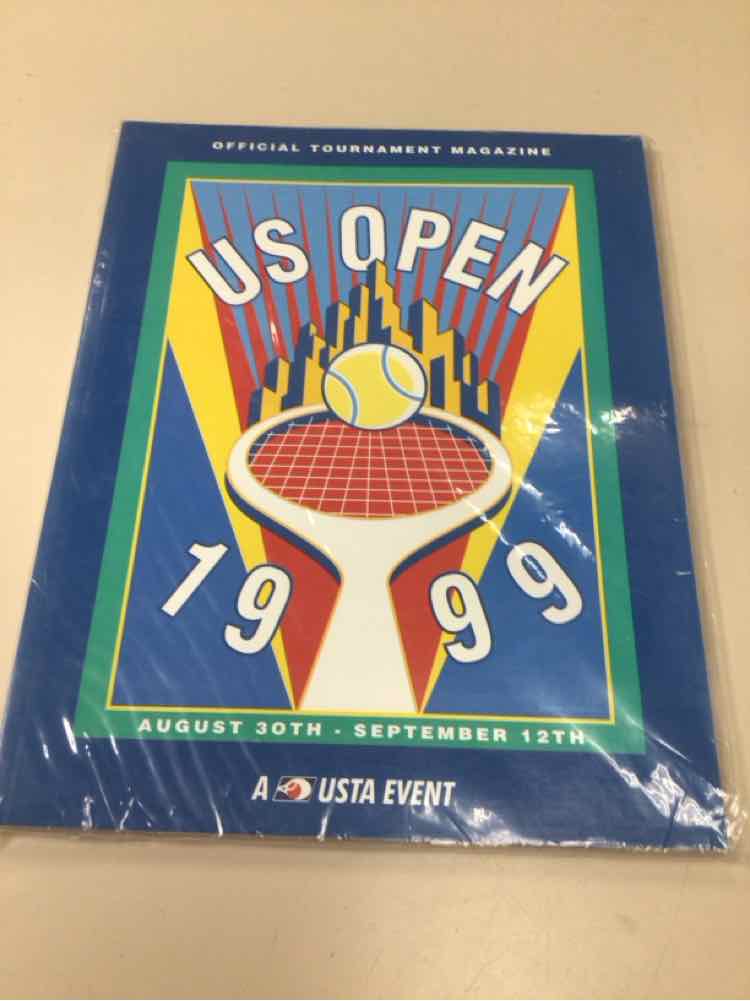 OFFICIAL TOURNAMENT MAGAZINE
US OPEN
1999
AUGUST 30TH - SEPTEMBER 12TH
A USTA EVENT